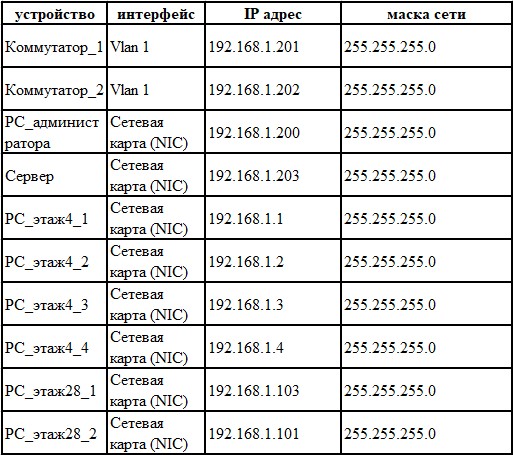 устройство интерфейс IP адрес маска сети
Коммутатор_1 Vlan 1 192.168.1.201 255.255.255.0
Коммутатор_2 Vlan 1 192.168.1.202 255.255.255.0
PC_админист
ратора
Сетевая
карта (NIC)
192.168.1.200 255.255.255.0
Сервер
Сетевая
карта (NIC)
192.168.1.203 255.255.255.0
PC_этаж4_1
Сетевая
карта (NIC)
192.168.1.1 255.255.255.0
PC_этаж4_2
Сетевая
карта (NIC)
192.168.1.2 255.255.255.0
PC_этаж4_3
Сетевая
карта (NIC)
192.168.1.3 255.255.255.0
PC_этаж4_4
Сетевая
карта (NIC)
192.168.1.4 255.255.255.0
PC_этаж28_1
Сетевая
карта (NIC)
192.168.1.103 255.255.255.0
PC_этаж28_2
Сетевая
карта (NIC)
192.168.1.101 255.255.255.0